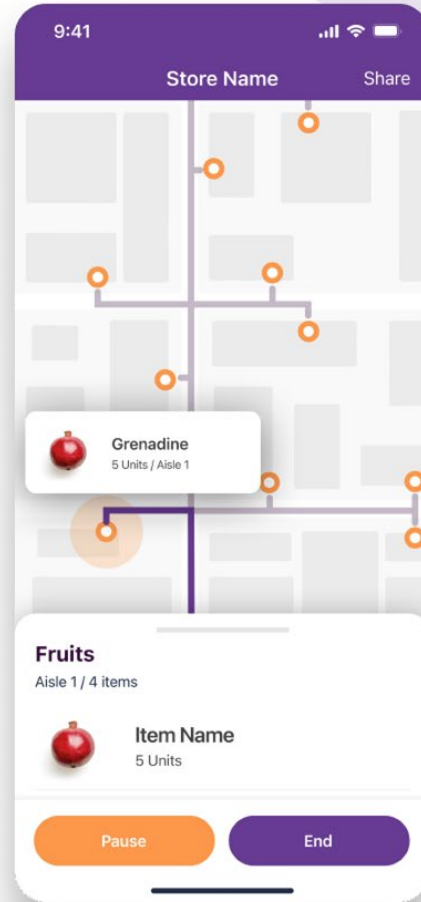 9:41
Store Name
Share
Grenadine
5 Units / Aisle 1
Fruits
Aisle 1 / 4 items
Item Name
5 Units
Pause
End